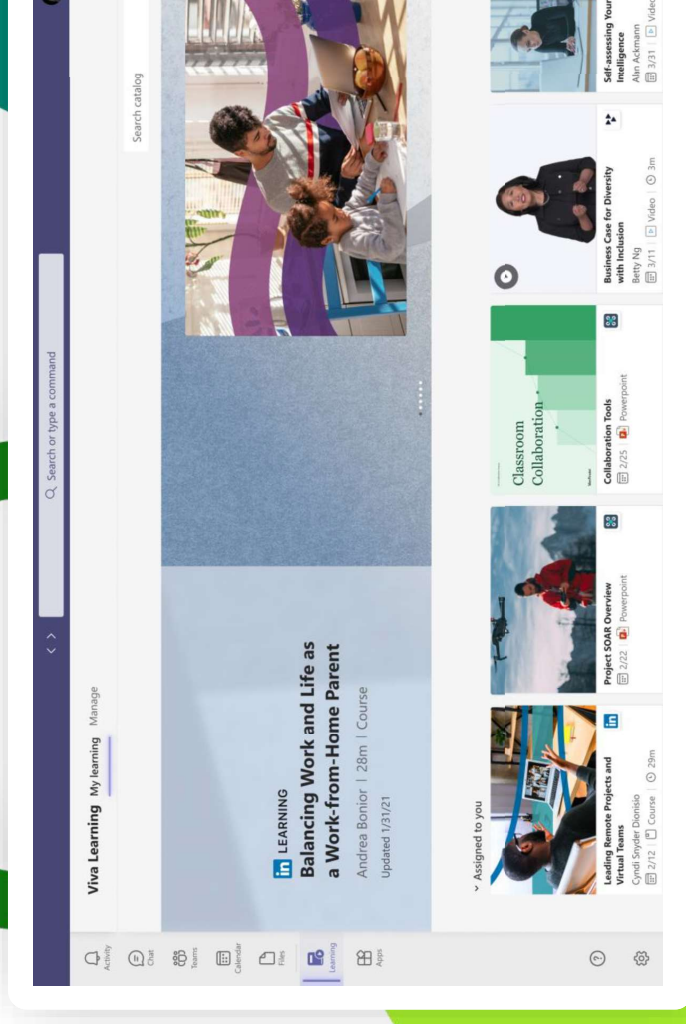 Search or type a command
Viva Learning
My learning
Manage
Search catalog
Activity
Chat
Teams
Calendar
Files
Learning
Apps
in LEARNING
Balancing Work and Life as
a Work-from-Home Parent
Andrea Bonior | 28m | Course
Updated 1/31/21
Assigned to you
Leading Remote Projects and
Virtual Teams
Cyndi Snyder Dionisio
2/12 | Course | 29m
in
Project SOAR Overview
2/22 | Powerpoint
Classroom
Collaboration
Collaboration Tools
2/25 | Powerpoint
Business Case for Diversity
with Inclusion
Betty Ng
3/11 | Video | 3m
Self-assessing Your
Intelligence
Alan Ackmann
3/31 | Video